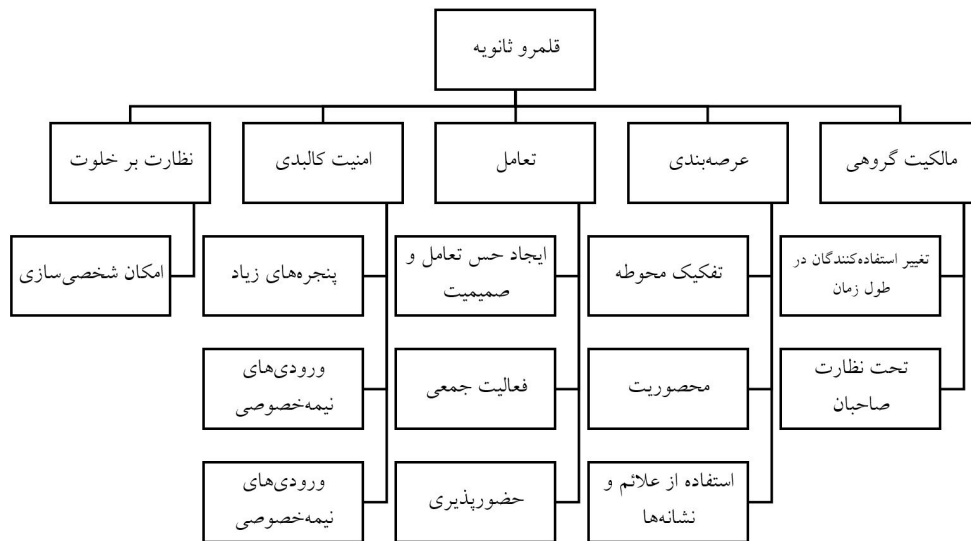 قلمرو ثانویه
مالکیت گروهی
عرصه‌بندی
تعامل
امنیت کالبدی
نظارت بر خلوت
تغییر استفاده‌کنندگان در
طول زمان
تفکیک محوطه
ایجاد حس تعامل و
صمیمیت
پنجره‌های زیاد
امکان شخصی‌سازی
تحت نظارت
صاحبان
محصوریت
فعالیت جمعی
ورودی‌های
نیمه‌خصوصی
استفاده از علائم و
نشانه‌ها
حضورپذیری
ورودی‌های
نیمه‌خصوصی